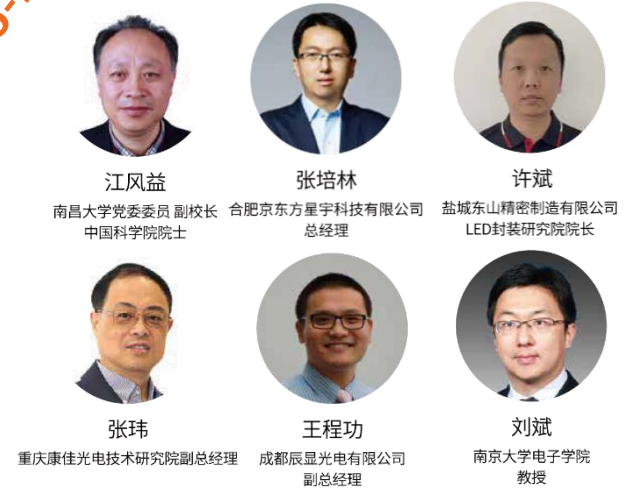 江风益
南昌大学党委委员 副校长
中国科学院院士
张培林
合肥京东方星宇科技有限公司
总经理
许斌
盐城东山精密制造有限公司
LED封装研究院院长
张玮
重庆康佳光电技术研究院副总经理
王程功
成都辰显光电有限公司
副总经理
刘斌
南京大学电子学院
教授